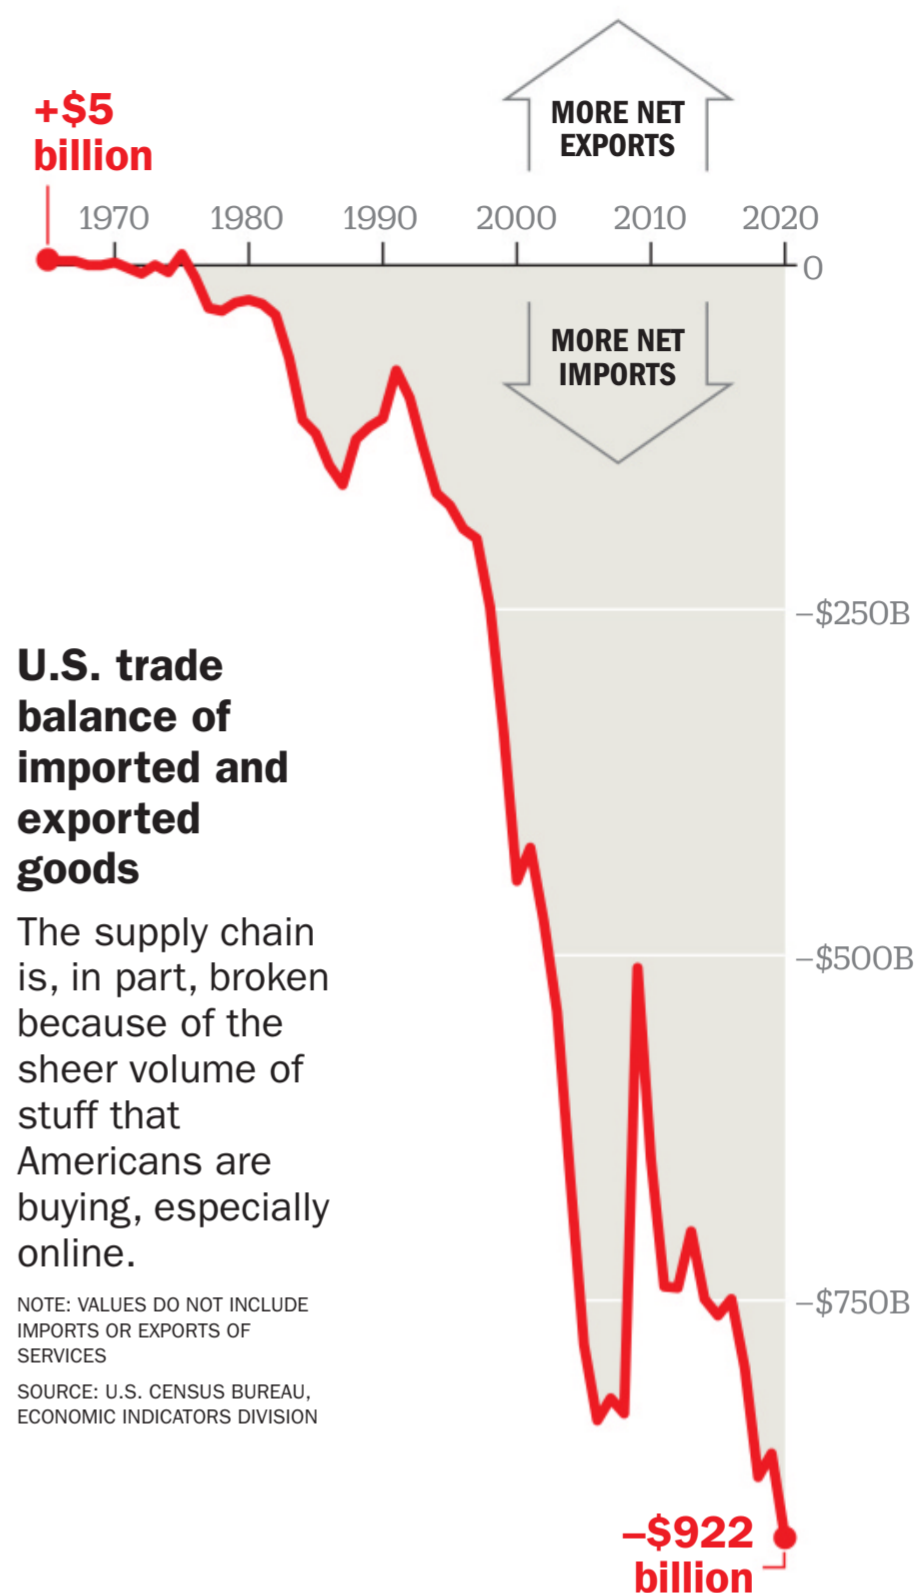 +$5
billion
MORE NET
EXPORTS
1970 1980 1990 2000 2010 2020
0
MORE NET
IMPORTS
–$250B
U.S. trade
balance of
imported and
exported
goods
The supply chain
is, in part, broken
because of the
sheer volume of
stuff that
Americans are
buying, especially
online.
NOTE: VALUES DO NOT INCLUDE
IMPORTS OR EXPORTS OF
SERVICES
SOURCE: U.S. CENSUS BUREAU,
ECONOMIC INDICATORS DIVISION
–$500B
–$750B
–$922
billion